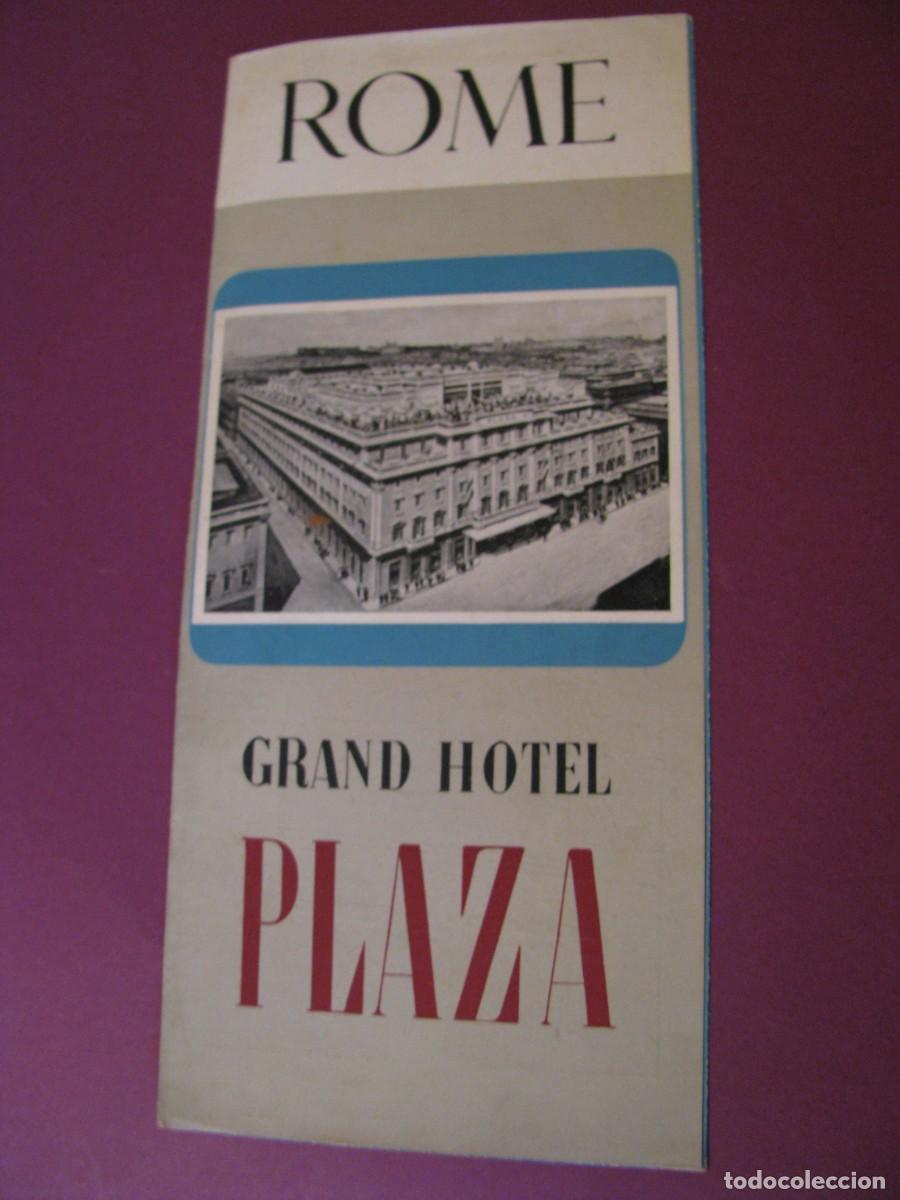 ROME
GRAND HOTEL
PLAZA
todocoleccion